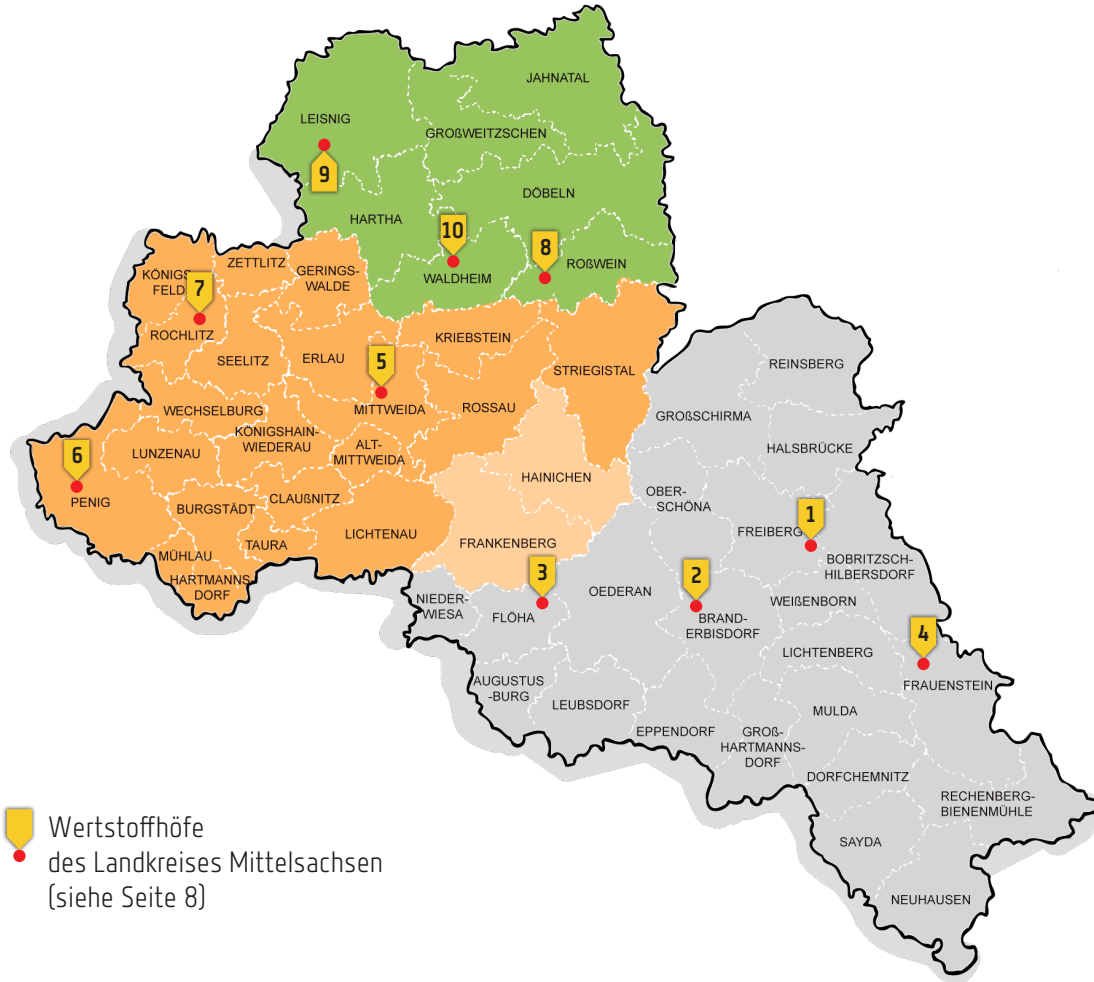 JAHNATAL
LEISNIG
GROßWEITZSCHEN
9
DÖBELN
HARTHA
10
8
ROßWEIN
WALDHEIM
ZETTLITZ
KÖNIGS
FELD
GERINGS-
WALDE
7
ROCHLITZ
KRIEBSTEIN
SEELITZ
ERLAU
5
STRIEGISTAL
REINSBERG
MITTWEIDA
ROSSAU
WECHSELBURG
GROßSCHIRMA
KÖNIGSHAIN-
WIEDERAU
ALT-
MITTWEIDA
LUNZENAU
HALSBRÜCKE
6
HAINICHEN
PENIG
CLAUßNITZ
BURGSTÄDT
OBER-
SCHÖNA
1
FREIBERG
LICHTENAU
TAURA
FRANKENBERG
MÜHLAU
HARTMANNS-
DORF
BOBRITZSCH-
HILBERSDORF
3
2
OEDERAN
NIEDER-
WIESA
FLÖHA
WEIßENBORN
BRAND-
ERBISDORF
4
LICHTENBERG
FRAUENSTEIN
AUGUSTUS
-BURG
LEUBSDORF
MULDA
EPPENDORF
GROß-
HARTMANNS-
DORF
DORFCHEMNITZ
RECHENBERG-
BIENENMÜHLE
SAYDA
NEUHAUSEN
Wertstoffhöfe
des Landkreises Mittelsachsen
(siehe Seite 8)